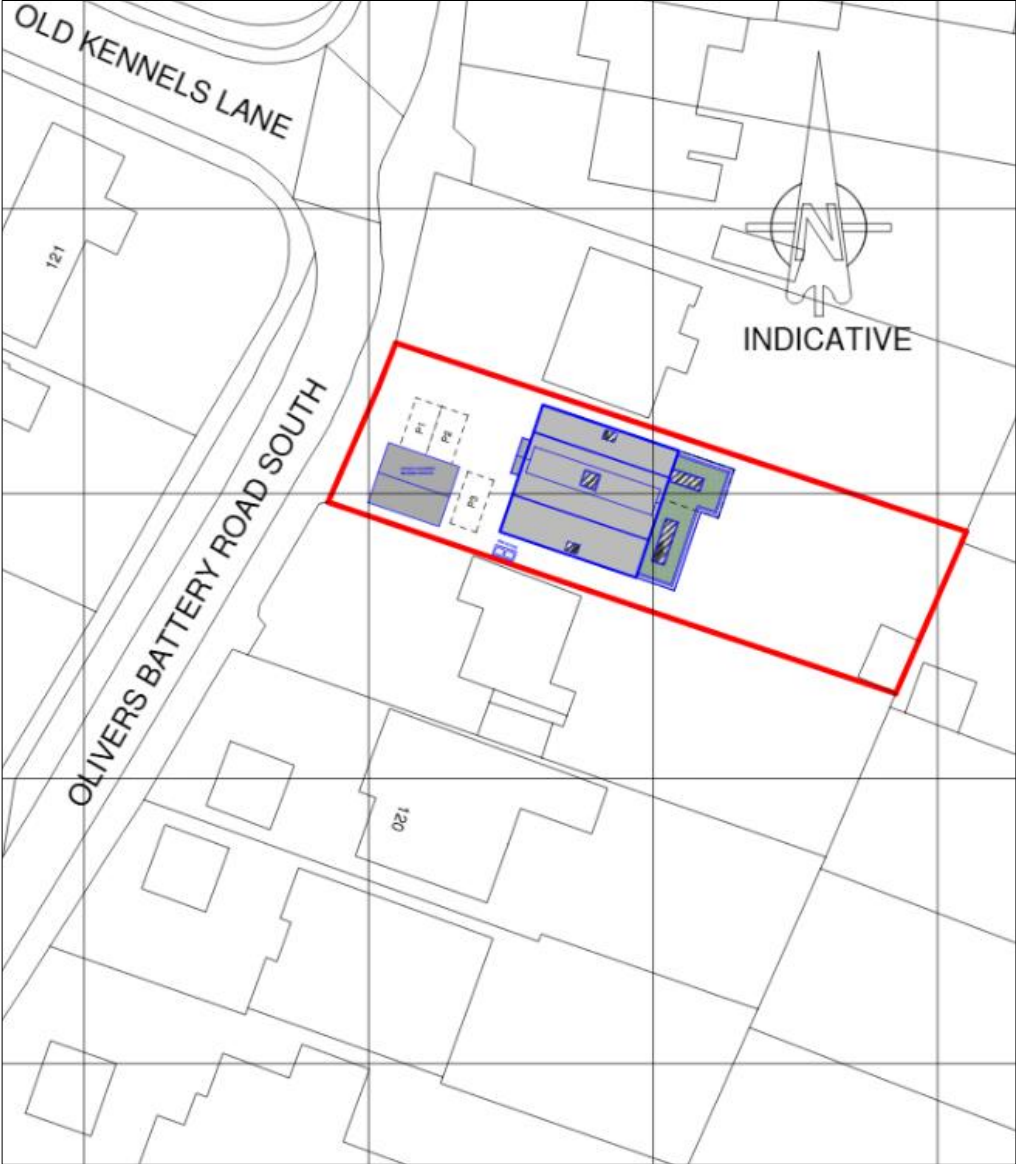 OLD KENNELS LANE
121
N
INDICATIVE
OLIVERS BATTERY ROAD SOUTH
P1
P2
P3
120